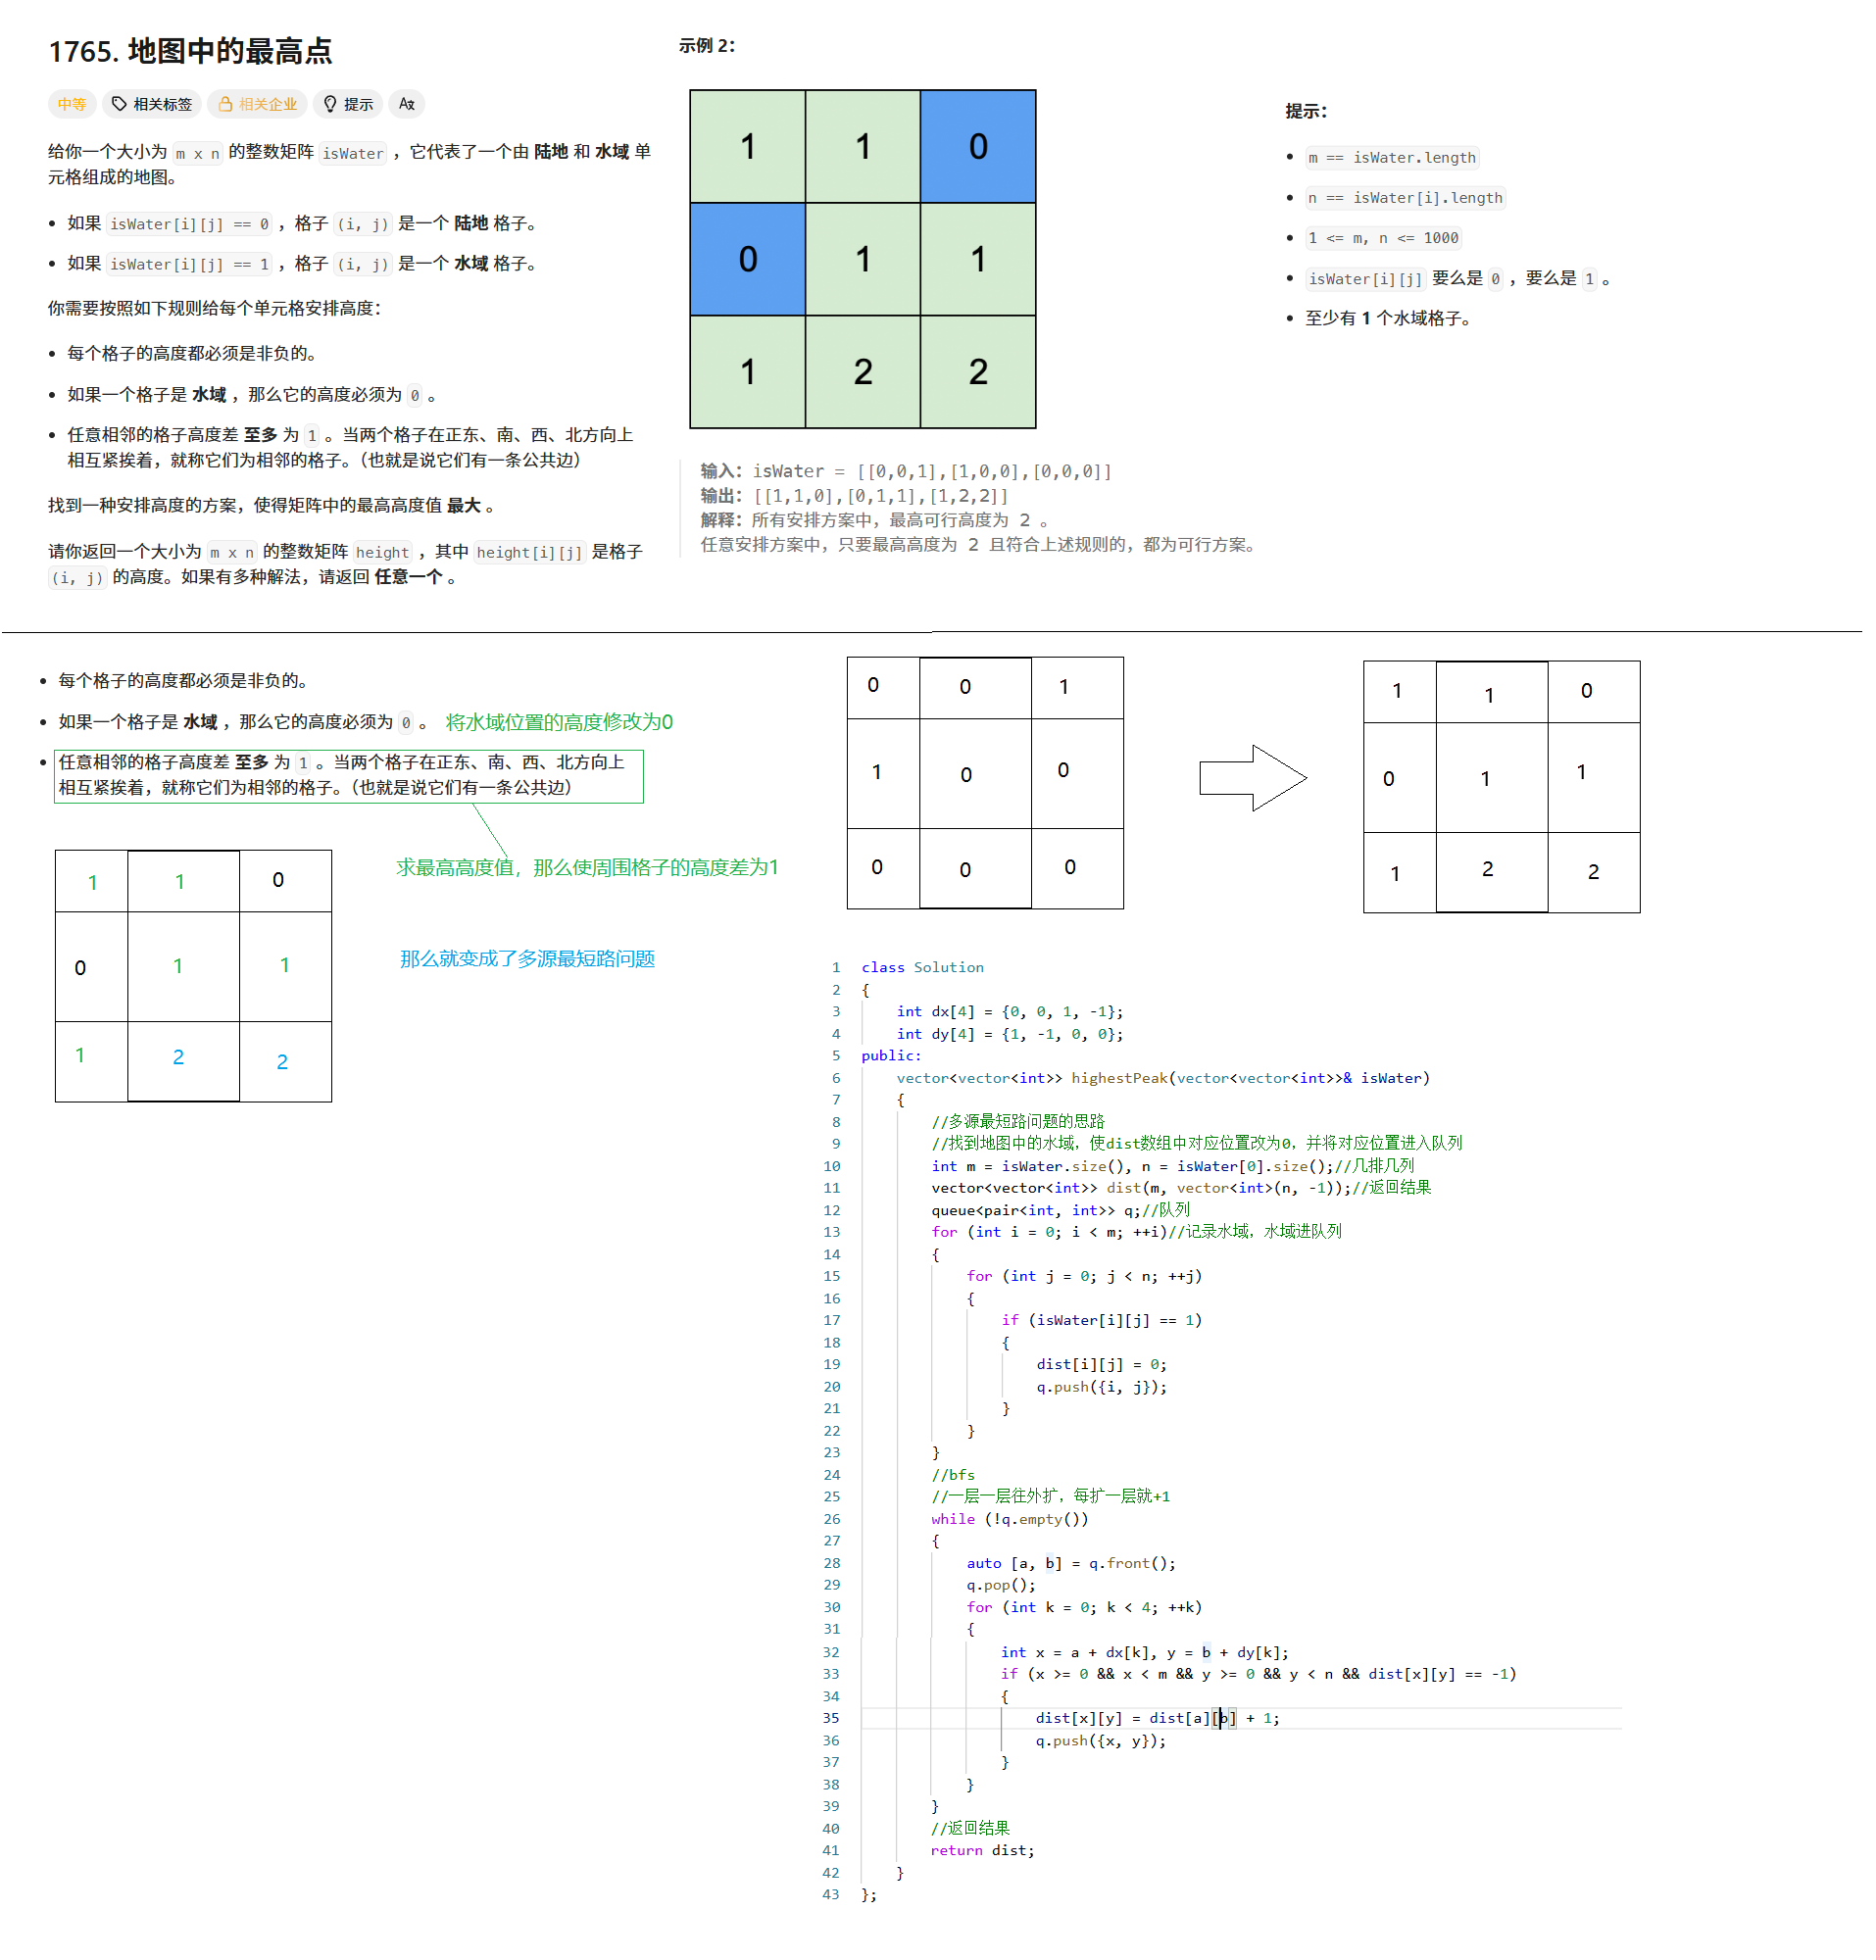 1765. 地图中的最高点
中等 相关标签 相关企业 提示 Aあ
给你一个大小为 m x n 的整数矩阵 isWater ，它代表了一个由 陆地 和 水域 单
元格组成的地图。
如果 isWater[i][j] == 0 ，格子 (i, j) 是一个 陆地 格子。
如果 isWater[i][j] == 1 ，格子 (i, j) 是一个 水域 格子。
你需要按照如下规则给每个单元格安排高度：
每个格子的高度都必须是非负的。
如果一个格子是 水域 ，那么它的高度必须为 0 。
任意相邻的格子高度差 至多 为 1 。当两个格子在正东、南、西、北方向上
相互紧挨着，就称它们为相邻的格子。（也就是说它们有一条公共边）
找到一种安排高度的方案，使得矩阵中的最高高度值 最大 。
请你返回一个大小为 m x n 的整数矩阵 height ，其中 height[i][j] 是格子
(i, j) 的高度。如果有多种解法，请返回 任意一个 。
示例 2：
1 1 0
0 1 1
1 2 2
输入：isWater = [[0,0,1],[1,0,0],[0,0,0]]
输出：[[1,1,0],[0,1,1],[1,2,2]]
解释：所有安排方案中，最高可行高度为 2 。
任意安排方案中，只要最高高度为 2 且符合上述规则的，都为可行方案。
提示：
m == isWater.length
n == isWater[i].length
1 <= m, n <= 1000
isWater[i][j] 要么是 0 ，要么是 1 。
至少有 1 个水域格子。
每个格子的高度都必须是非负的。
如果一个格子是 水域 ，那么它的高度必须为 0 。 将水域位置的高度修改为0
任意相邻的格子高度差 至多 为 1 。当两个格子在正东、南、西、北方向上
相互紧挨着，就称它们为相邻的格子。（也就是说它们有一条公共边）
求最高高度值，那么使周围格子的高度差为1
那么就变成了多源最短路问题
1 1 0
0 1 1
1 2 2
0 0 1
1 0 0
0 0 0
1 1 0
0 1 1
1 2 2
1 class Solution
2 {
3 int dx[4] = {0, 0, 1, -1};
4 int dy[4] = {1, -1, 0, 0};
5 public:
6 vector<vector<int>> highestPeak(vector<vector<int>>& isWater)
7 {
8 //多源最短路问题的思路
9 //找到地图中的水域，使dist数组中对应位置改为0，并将对应位置进入队列
10 int m = isWater.size(), n = isWater[0].size();//几排几列
11 vector<vector<int>> dist(m, vector<int>(n, -1));//返回结果
12 queue<pair<int, int>> q;//队列
13 for (int i = 0; i < m; ++i)//记录水域，水域进队列
14 {
15 for (int j = 0; j < n; ++j)
16 {
17 if (isWater[i][j] == 1)
18 {
19 dist[i][j] = 0;
20 q.push({i, j});
21 }
22 }
23 }
24 //bfs
25 //一层一层往外扩，每扩一层就+1
26 while (!q.empty())
27 {
28 auto [a, b] = q.front();
29 q.pop();
30 for (int k = 0; k < 4; ++k)
31 {
32 int x = a + dx[k], y = b + dy[k];
33 if (x >= 0 && x < m && y >= 0 && y < n && dist[x][y] == -1)
34 {
35 dist[x][y] = dist[a][b] + 1;
36 q.push({x, y});
37 }
38 }
39 }
40 //返回结果
41 return dist;
42 }
43 };